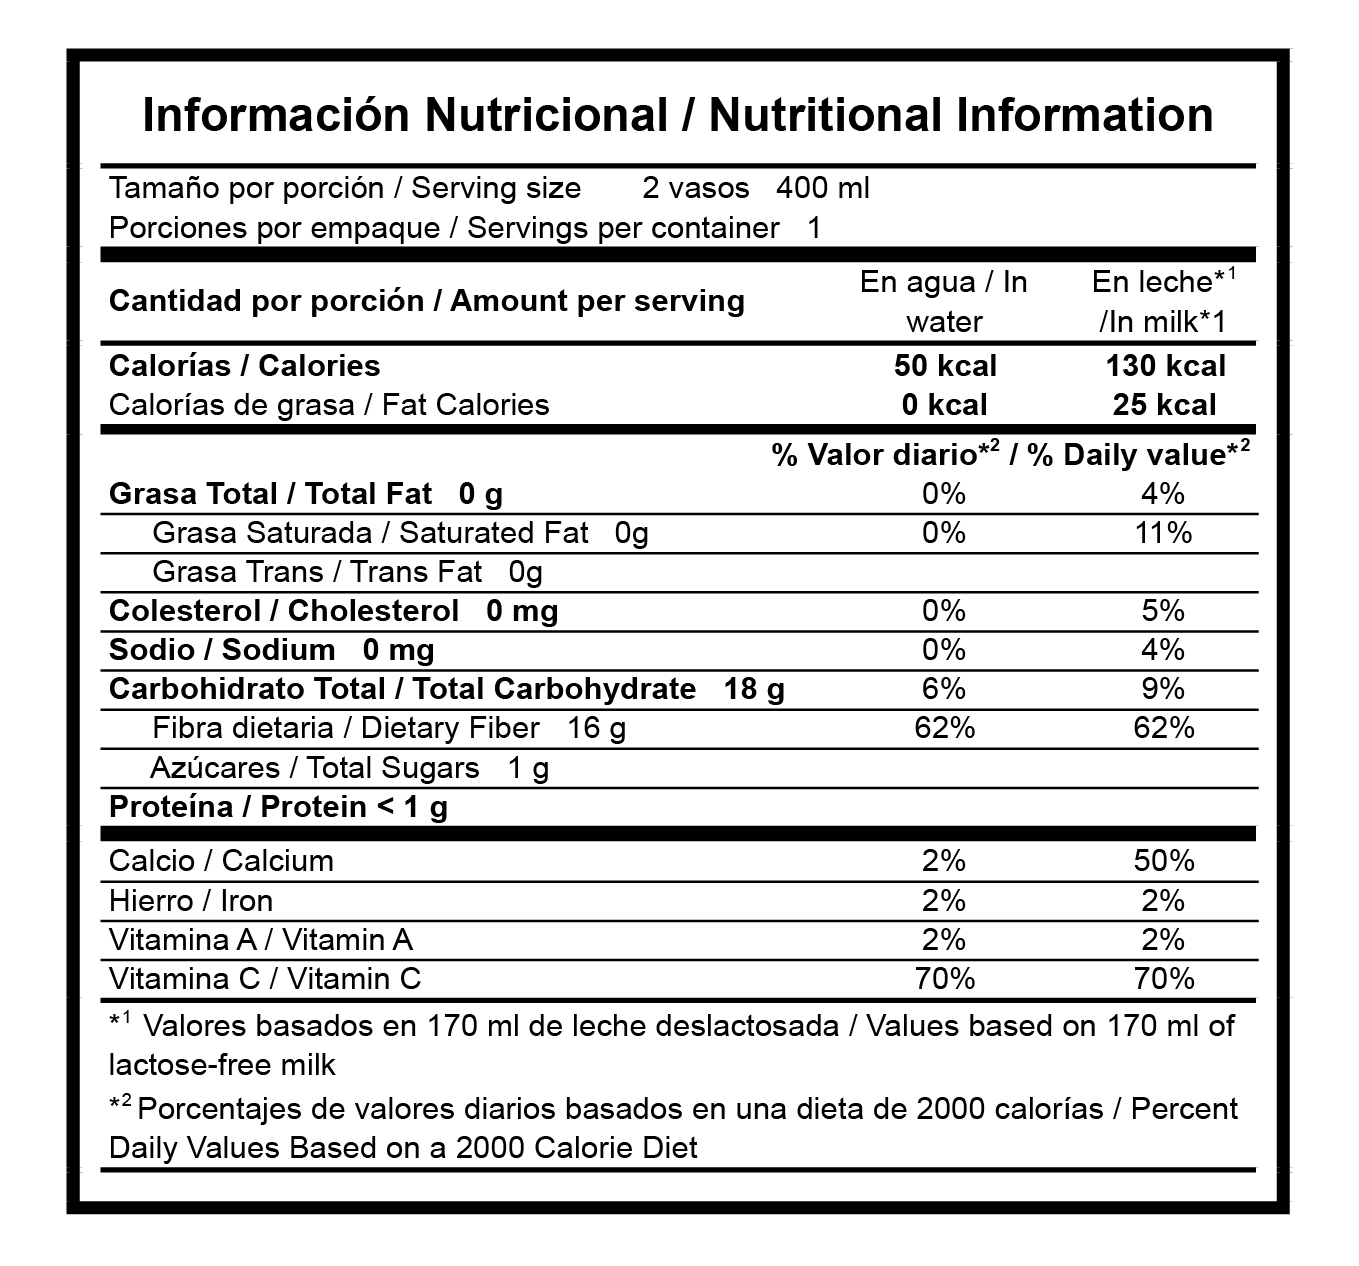 Información Nutricional / Nutritional Information
Tamaño por porción / Serving size 2 vasos 400 ml
Porciones por empaque / Servings per container 1
Cantidad por porción / Amount per serving En agua / In water En leche*¹ /In milk*1
Calorías / Calories 50 kcal 130 kcal
Calorías de grasa / Fat Calories 0 kcal 25 kcal
% Valor diario*² / % Daily value*²
Grasa Total / Total Fat 0 g 0% 4%
Grasa Saturada / Saturated Fat 0g 0% 11%
Grasa Trans / Trans Fat 0g
Colesterol / Cholesterol 0 mg 0% 5%
Sodio / Sodium 0 mg 0% 4%
Carbohidrato Total / Total Carbohydrate 18 g 6% 9%
Fibra dietaria / Dietary Fiber 16 g 62% 62%
Azúcares / Total Sugars 1 g
Proteína / Protein < 1 g
Calcio / Calcium 2% 50%
Hierro / Iron 2% 2%
Vitamina A / Vitamin A 2% 2%
Vitamina C / Vitamin C 70% 70%
*¹ Valores basados en 170 ml de leche deslactosada / Values based on 170 ml of
lactose-free milk
*² Porcentajes de valores diarios basados en una dieta de 2000 calorías / Percent
Daily Values Based on a 2000 Calorie Diet